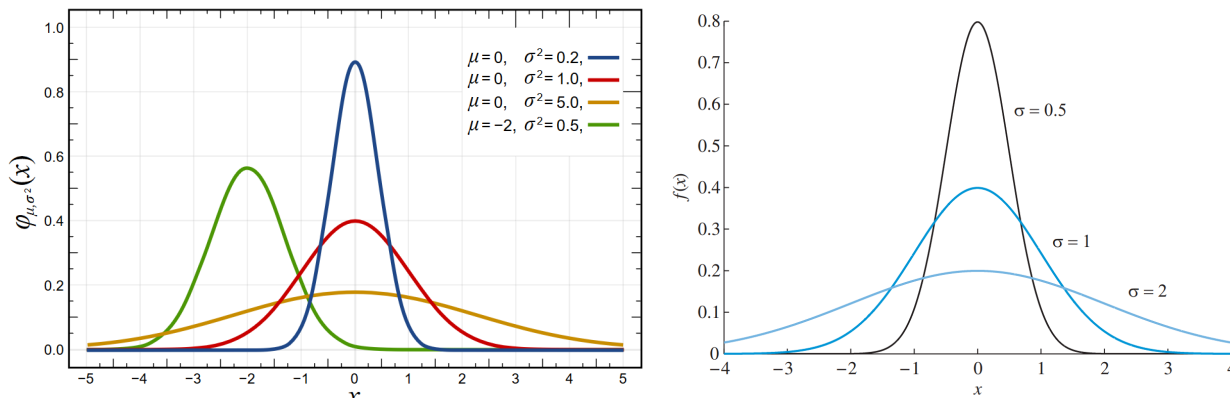 1.0
0.8
0.6
0.4
0.2
0.0
φμ,σ²(x)
μ=0, σ²=0.2,
μ=0, σ²=1.0,
μ=0, σ²=5.0,
μ=−2, σ²=0.5,
−5 −4 −3 −2 −1 0 1 2 3 4 5
x
0.8
0.7
0.6
0.5
0.4
0.3
0.2
0.1
0
f(x)
σ = 0.5
σ = 1
σ = 2
−4 −3 −2 −1 0 1 2 3 4
x